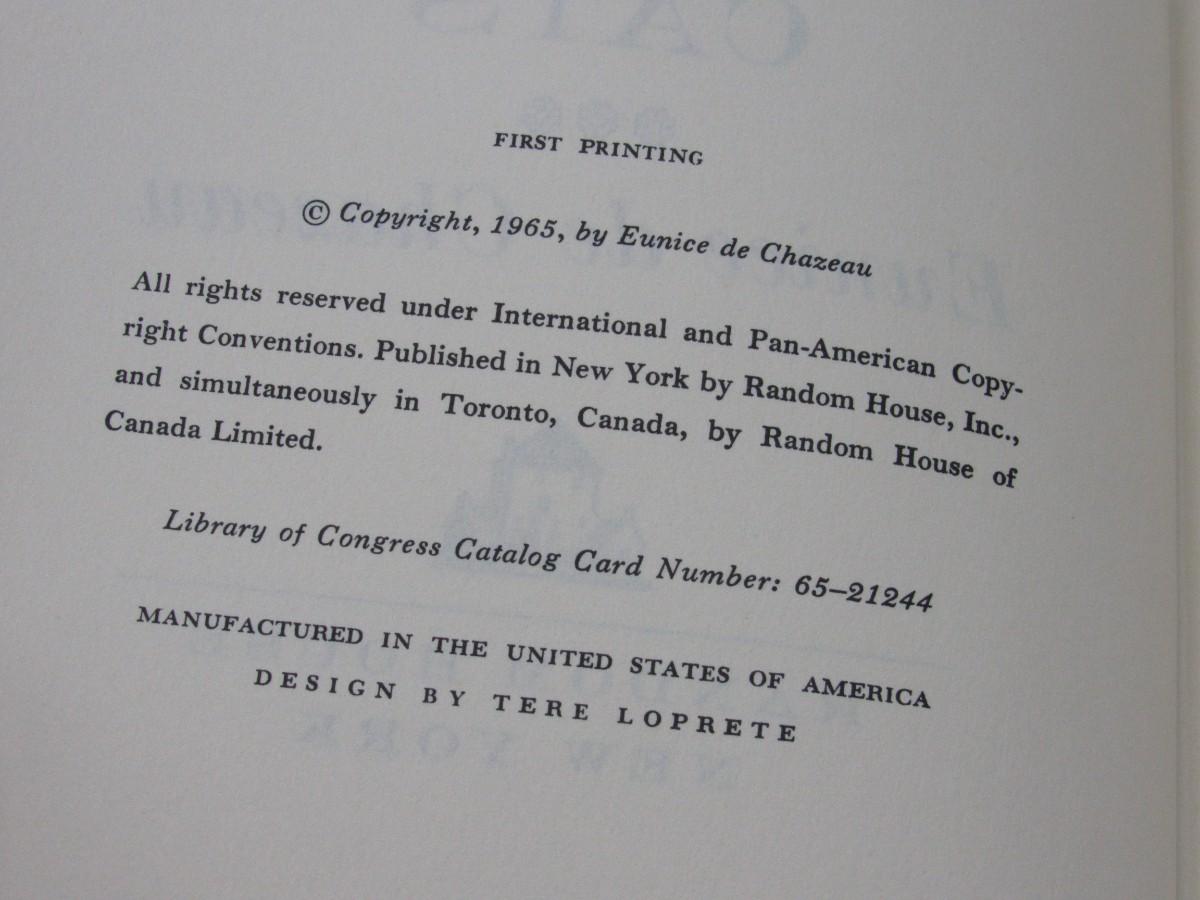 FIRST PRINTING
© Copyright, 1965, by Eunice de Chazeau
All rights reserved under International and Pan-American Copy-
right Conventions. Published in New York by Random House, Inc.,
and simultaneously in Toronto, Canada, by Random House of
Canada Limited.
Library of Congress Catalog Card Number: 65–21244
MANUFACTURED IN THE UNITED STATES OF AMERICA
DESIGN BY TERE LOPRETE